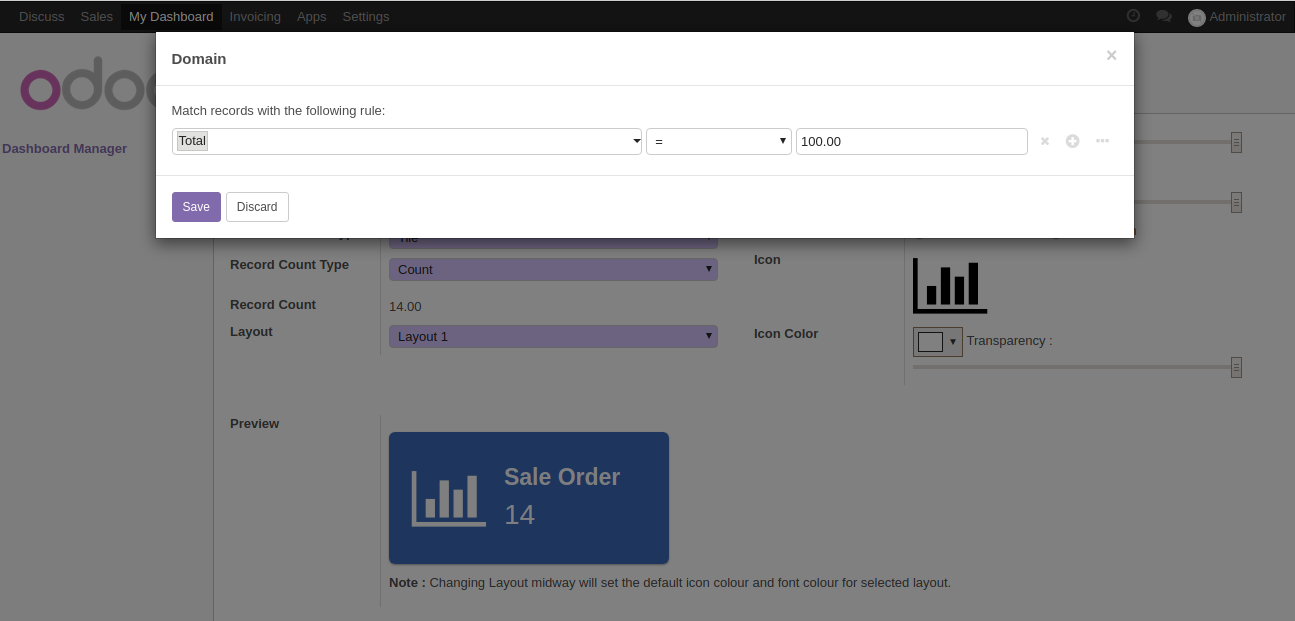 Discuss Sales My Dashboard Invoicing Apps Settings Administrator
Domain ×
odoo
Match records with the following rule:
Total = 100.00
Dashboard Manager
Save Discard
Record Count Type Count
Icon
Record Count 14.00
Layout Layout 1
Icon Color Transparency :
Preview
Sale Order
14
Note : Changing Layout midway will set the default icon colour and font colour for selected layout.